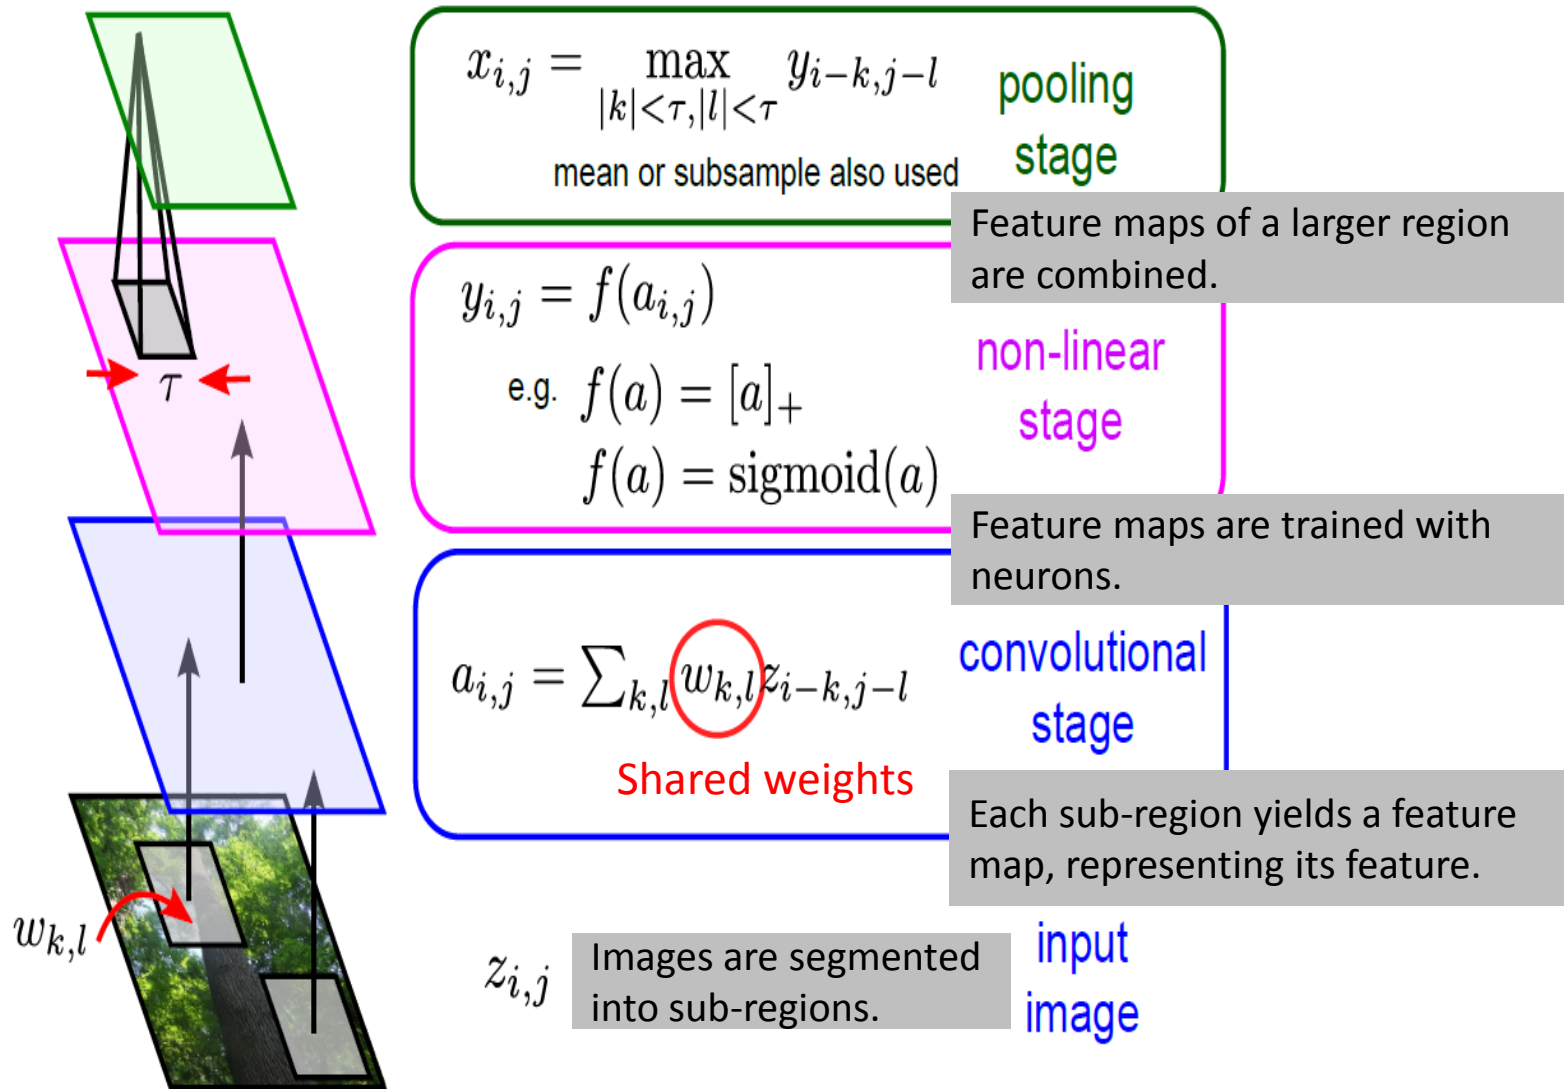 x_{i,j} = max_{|k|<τ,|l|<τ} y_{i−k,j−l}
mean or subsample also used
pooling
stage
Feature maps of a larger region
are combined.
y_{i,j} = f(a_{i,j})
e.g. f(a) = [a]_+
f(a) = sigmoid(a)
non-linear
stage
τ
Feature maps are trained with
neurons.
a_{i,j} = ∑_{k,l} w_{k,l} z_{i−k,j−l}
Shared weights
convolutional
stage
Each sub-region yields a feature
map, representing its feature.
w_{k,l}
z_{i,j}
Images are segmented
into sub-regions.
input
image